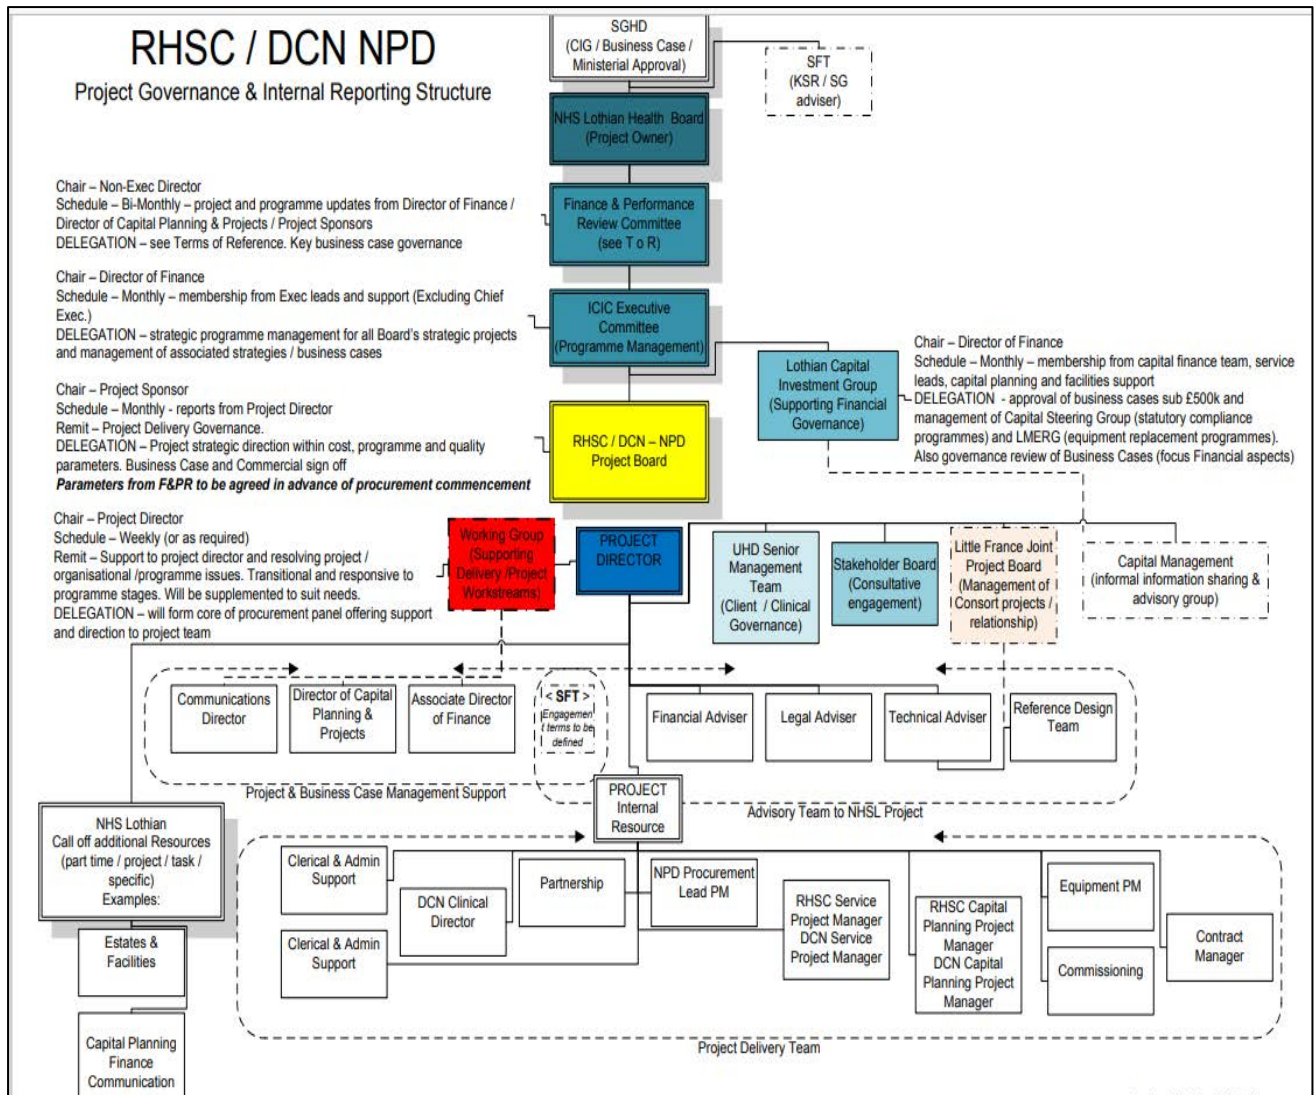 RHSC / DCN NPD
Project Governance & Internal Reporting Structure
SGHD
(CIG / Business Case /
Ministerial Approval)
SFT
(KSR / SG
adviser)
NHS Lothian Health Board
(Project Owner)
Chair – Non-Exec Director
Schedule – Bi-Monthly – project and programme updates from Director of Finance /
Director of Capital Planning & Projects / Project Sponsors
DELEGATION – see Terms of Reference. Key business case governance
Finance & Performance
Review Committee
(see T o R)
Chair – Director of Finance
Schedule – Monthly – membership from Exec leads and support (Excluding Chief
Exec.)
DELEGATION – strategic programme management for all Board's strategic projects
and management of associated strategies / business cases
ICIC Executive
Committee
(Programme Management)
Lothian Capital
Investment Group
(Supporting Financial
Governance)
Chair – Director of Finance
Schedule – Monthly – membership from capital finance team, service
leads, capital planning and facilities support
DELEGATION - approval of business cases sub £500k and
management of Capital Steering Group (statutory compliance
programmes) and LMERG (equipment replacement programmes).
Also governance review of Business Cases (focus Financial aspects)
Chair – Project Sponsor
Schedule – Monthly - reports from Project Director
Remit – Project Delivery Governance.
DELEGATION – Project strategic direction within cost, programme and quality
parameters. Business Case and Commercial sign off
Parameters from F&PR to be agreed in advance of procurement commencement
RHSC / DCN – NPD
Project Board
Chair – Project Director
Schedule – Weekly (or as required)
Remit – Support to project director and resolving project /
organisational /programme issues. Transitional and responsive to
programme stages. Will be supplemented to suit needs.
DELEGATION – will form core of procurement panel offering support
and direction to project team
Working Group
(Supporting
Delivery /Project
Workstreams)
PROJECT
DIRECTOR
UHD Senior
Management
Team
(Client / Clinical
Governance)
Stakeholder Board
(Consultative
engagement)
Little France Joint
Project Board
(Management of
Consort projects /
relationship)
Capital Management
(informal information sharing &
advisory group)
Communications
Director
Director of Capital
Planning &
Projects
Associate Director
of Finance
< SFT >
Engagemen
t terms to be
defined
Financial Adviser
Legal Adviser
Technical Adviser
Reference Design
Team
Project & Business Case Management Support
PROJECT
Internal
Resource
Advisory Team to NHSL Project
NHS Lothian
Call off additional Resources
(part time / project / task /
specific)
Examples:
Estates &
Facilities
Capital Planning
Finance
Communication
Clerical & Admin
Support
Clerical & Admin
Support
DCN Clinical
Director
Partnership
NPD Procurement
Lead PM
RHSC Service
Project Manager
DCN Service
Project Manager
RHSC Capital
Planning Project
Manager
DCN Capital
Planning Project
Manager
Equipment PM
Commissioning
Contract
Manager
Project Delivery Team